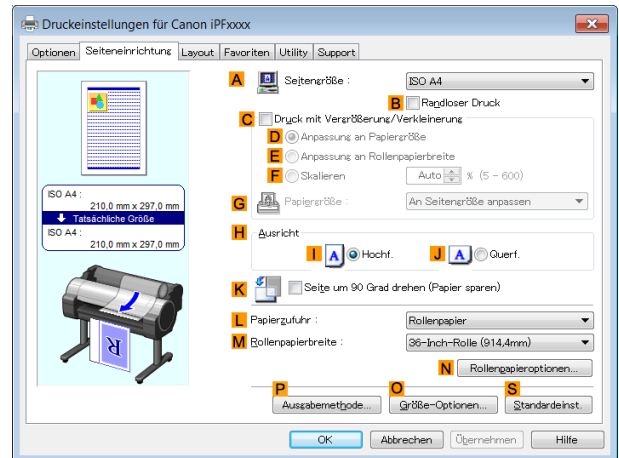 Druckeinstellungen für Canon iPFxxxx
Optionen Seiteneinrichtung Layout Favoriten Utility Support
A Seitengröße : ISO A4
B Randloser Druck
C Druck mit Vergrößerung/Verkleinerung
D Anpassung an Papiergröße
E Anpassung an Rollenpapierbreite
F Skalieren Auto % (5 - 600)
G Papiergröße : An Seitengröße anpassen
ISO A4 :
210,0 mm x 297,0 mm
Tatsächliche Größe
ISO A4 :
210,0 mm x 297,0 mm
H Ausricht
I A Hochf. J A Querf.
K Seite um 90 Grad drehen (Papier sparen)
R
L Papierzufuhr : Rollenpapier
M Rollenpapierbreite : 36-Inch-Rolle (914,4mm)
N Rollenpapieroptionen...
P O S
Ausgabemethode... Größe-Optionen... Standardeinst.
OK Abbrechen Übernehmen Hilfe